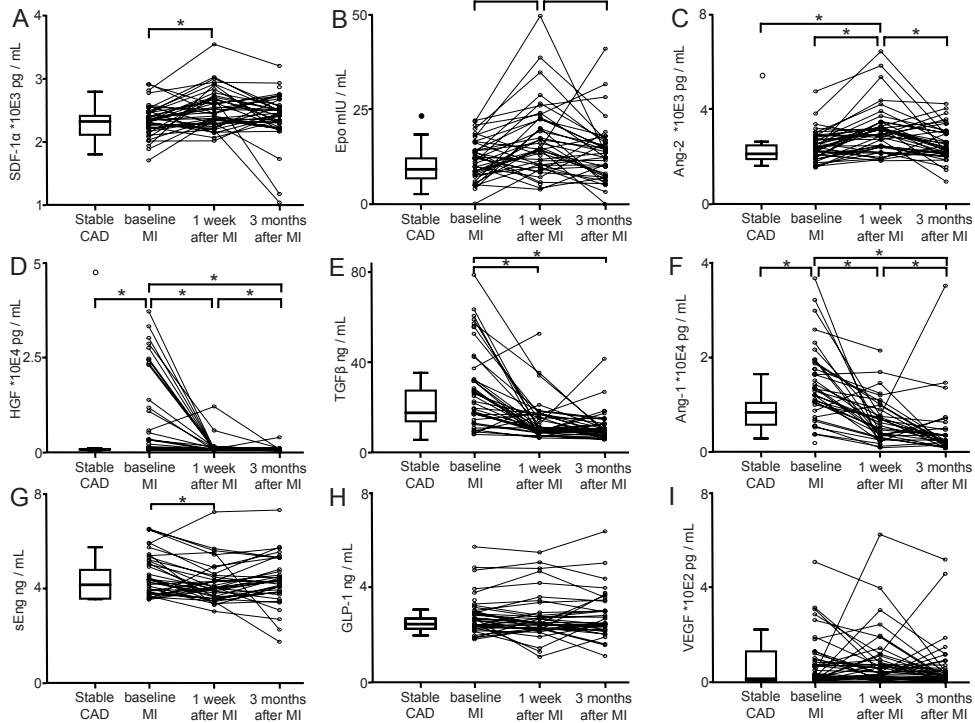 A
SDF-1α *10E3 pg / mL
4
3
2
1
*
Stable CAD
baseline MI
1 week after MI
3 months after MI
B
Epo mIU / mL
50
25
0
Stable CAD
baseline MI
1 week after MI
3 months after MI
C
Ang-2 *10E3 pg / mL
8
4
0
*
*
*
Stable CAD
baseline MI
1 week after MI
3 months after MI
D
HGF *10E4 pg / mL
5
2.5
0
*
*
*
*
Stable CAD
baseline MI
1 week after MI
3 months after MI
E
TGFβ ng / mL
80
40
0
*
*
Stable CAD
baseline MI
1 week after MI
3 months after MI
F
Ang-1 *10E4 pg / mL
4
2
0
*
*
*
*
Stable CAD
baseline MI
1 week after MI
3 months after MI
G
sEng ng / mL
8
4
0
*
Stable CAD
baseline MI
1 week after MI
3 months after MI
H
GLP-1 ng / mL
8
4
0
Stable CAD
baseline MI
1 week after MI
3 months after MI
I
VEGF *10E2 pg / mL
8
4
0
Stable CAD
baseline MI
1 week after MI
3 months after MI